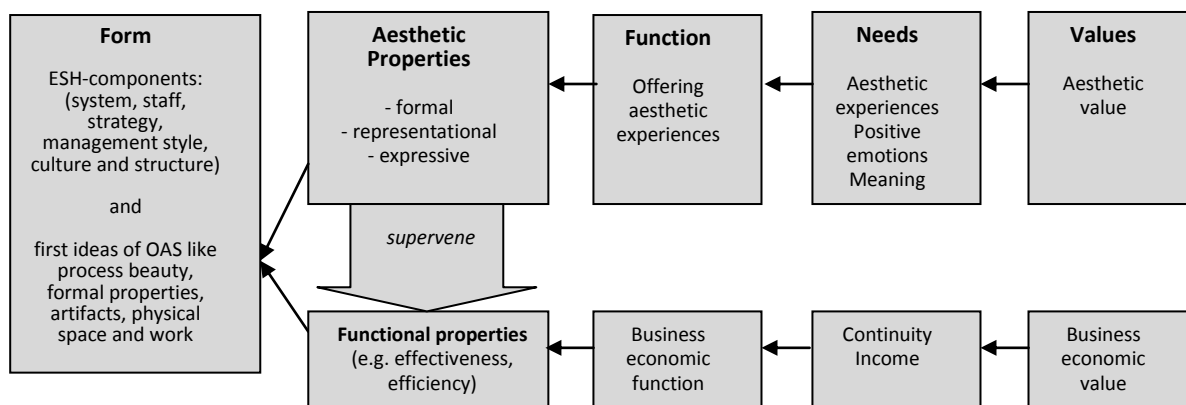 Form
ESH-components:
(system, staff,
strategy,
management style,
culture and structure)
and
first ideas of OAS like
process beauty,
formal properties,
artifacts, physical
space and work
Aesthetic
Properties
- formal
- representational
- expressive
Function
Offering
aesthetic
experiences
Needs
Aesthetic
experiences
Positive
emotions
Meaning
Values
Aesthetic
value
supervene
Functional properties
(e.g. effectiveness,
efficiency)
Business
economic
function
Continuity
Income
Business
economic
value